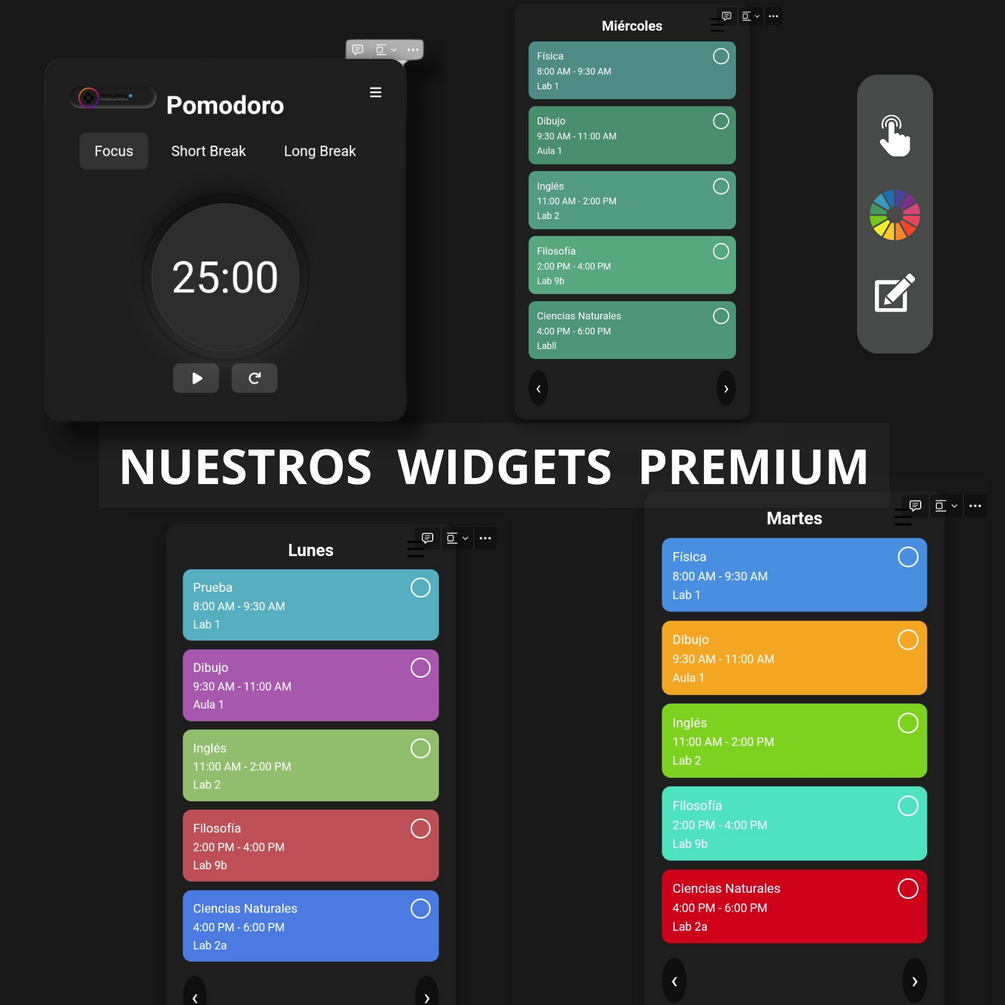 Pomodoro
Focus Short Break Long Break
25:00
Miércoles
Física
8:00 AM - 9:30 AM
Lab 1
Dibujo
9:30 AM - 11:00 AM
Aula 1
Inglés
11:00 AM - 2:00 PM
Lab 2
Filosofía
2:00 PM - 4:00 PM
Lab 9b
Ciencias Naturales
4:00 PM - 6:00 PM
Labll
NUESTROS WIDGETS PREMIUM
Lunes
Prueba
8:00 AM - 9:30 AM
Lab 1
Dibujo
9:30 AM - 11:00 AM
Aula 1
Inglés
11:00 AM - 2:00 PM
Lab 2
Filosofía
2:00 PM - 4:00 PM
Lab 9b
Ciencias Naturales
4:00 PM - 6:00 PM
Lab 2a
Martes
Física
8:00 AM - 9:30 AM
Lab 1
Dibujo
9:30 AM - 11:00 AM
Aula 1
Inglés
11:00 AM - 2:00 PM
Lab 2
Filosofía
2:00 PM - 4:00 PM
Lab 9b
Ciencias Naturales
4:00 PM - 6:00 PM
Lab 2a